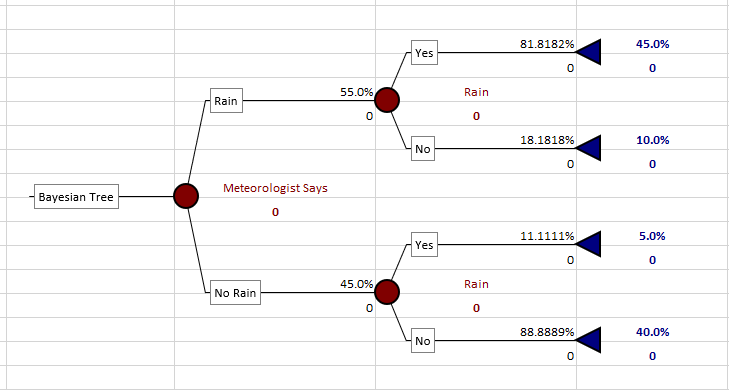 81.8182% 45.0%
Yes
0 0
55.0% Rain
Rain
0 0
18.1818% 10.0%
No
0 0
Meteorologist Says
Bayesian Tree
0
11.1111% 5.0%
Yes
0 0
45.0% Rain
No Rain
0 0
88.8889% 40.0%
No
0 0